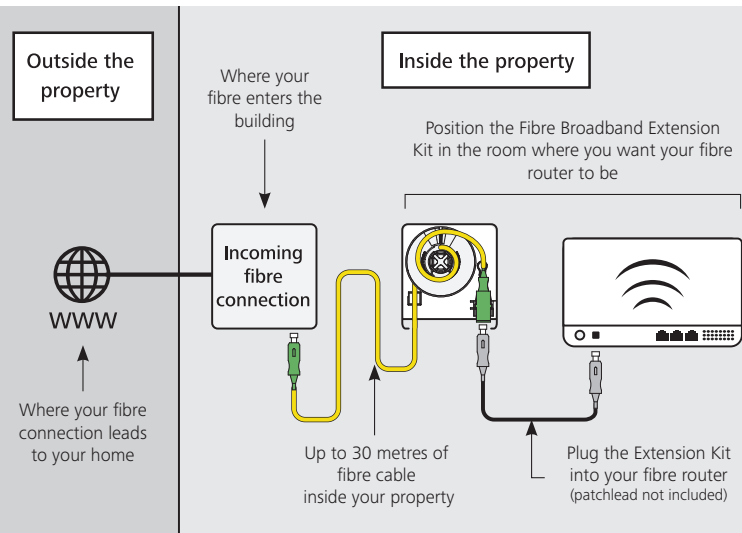 Outside the
property
Inside the property
Where your
fibre enters the
building
Position the Fibre Broadband Extension
Kit in the room where you want your fibre
router to be
Incoming
fibre
connection
WWW
Where your fibre
connection leads
to your home
Up to 30 metres of
fibre cable
inside your property
Plug the Extension Kit
into your fibre router
(patchlead not included)